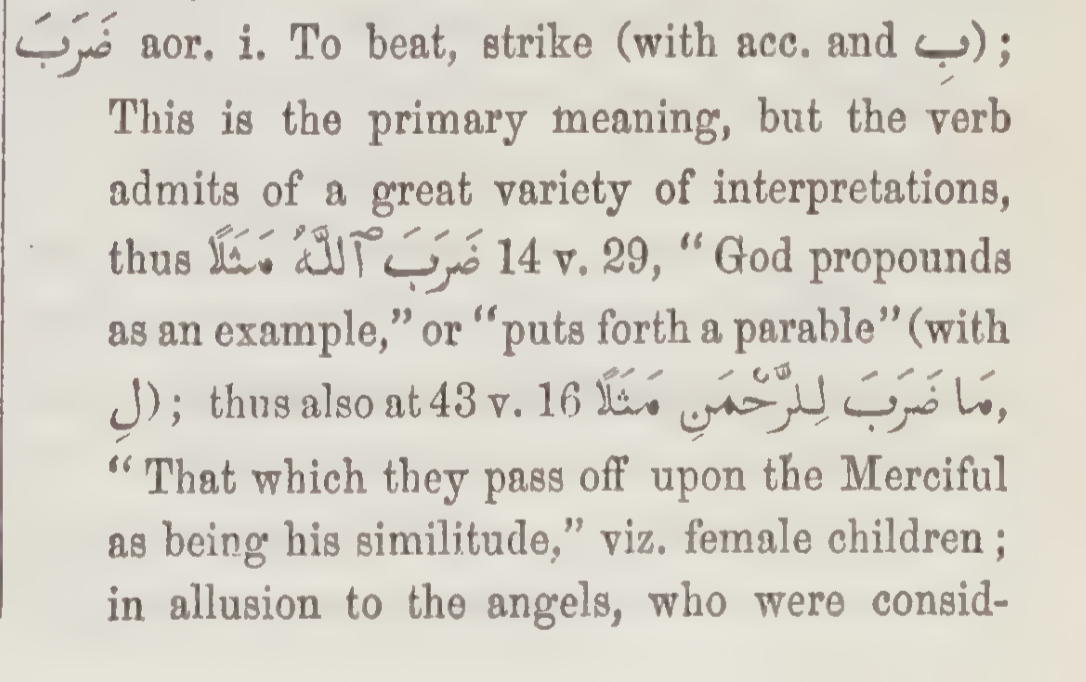 ضَرَبَ aor. i. To beat, strike (with acc. and بِ);
This is the primary meaning, but the verb
admits of a great variety of interpretations,
thus ضَرَبَ ٱللَّهُ مَثَلًا 14 v. 29, “God propounds
as an example,” or “puts forth a parable” (with
لِ); thus also at 43 v. 16 مَا ضَرَبَ لِلرَّحْمَنِ مَثَلًا,
“That which they pass off upon the Merciful
as being his similitude,” viz. female children;
in allusion to the angels, who were consid-